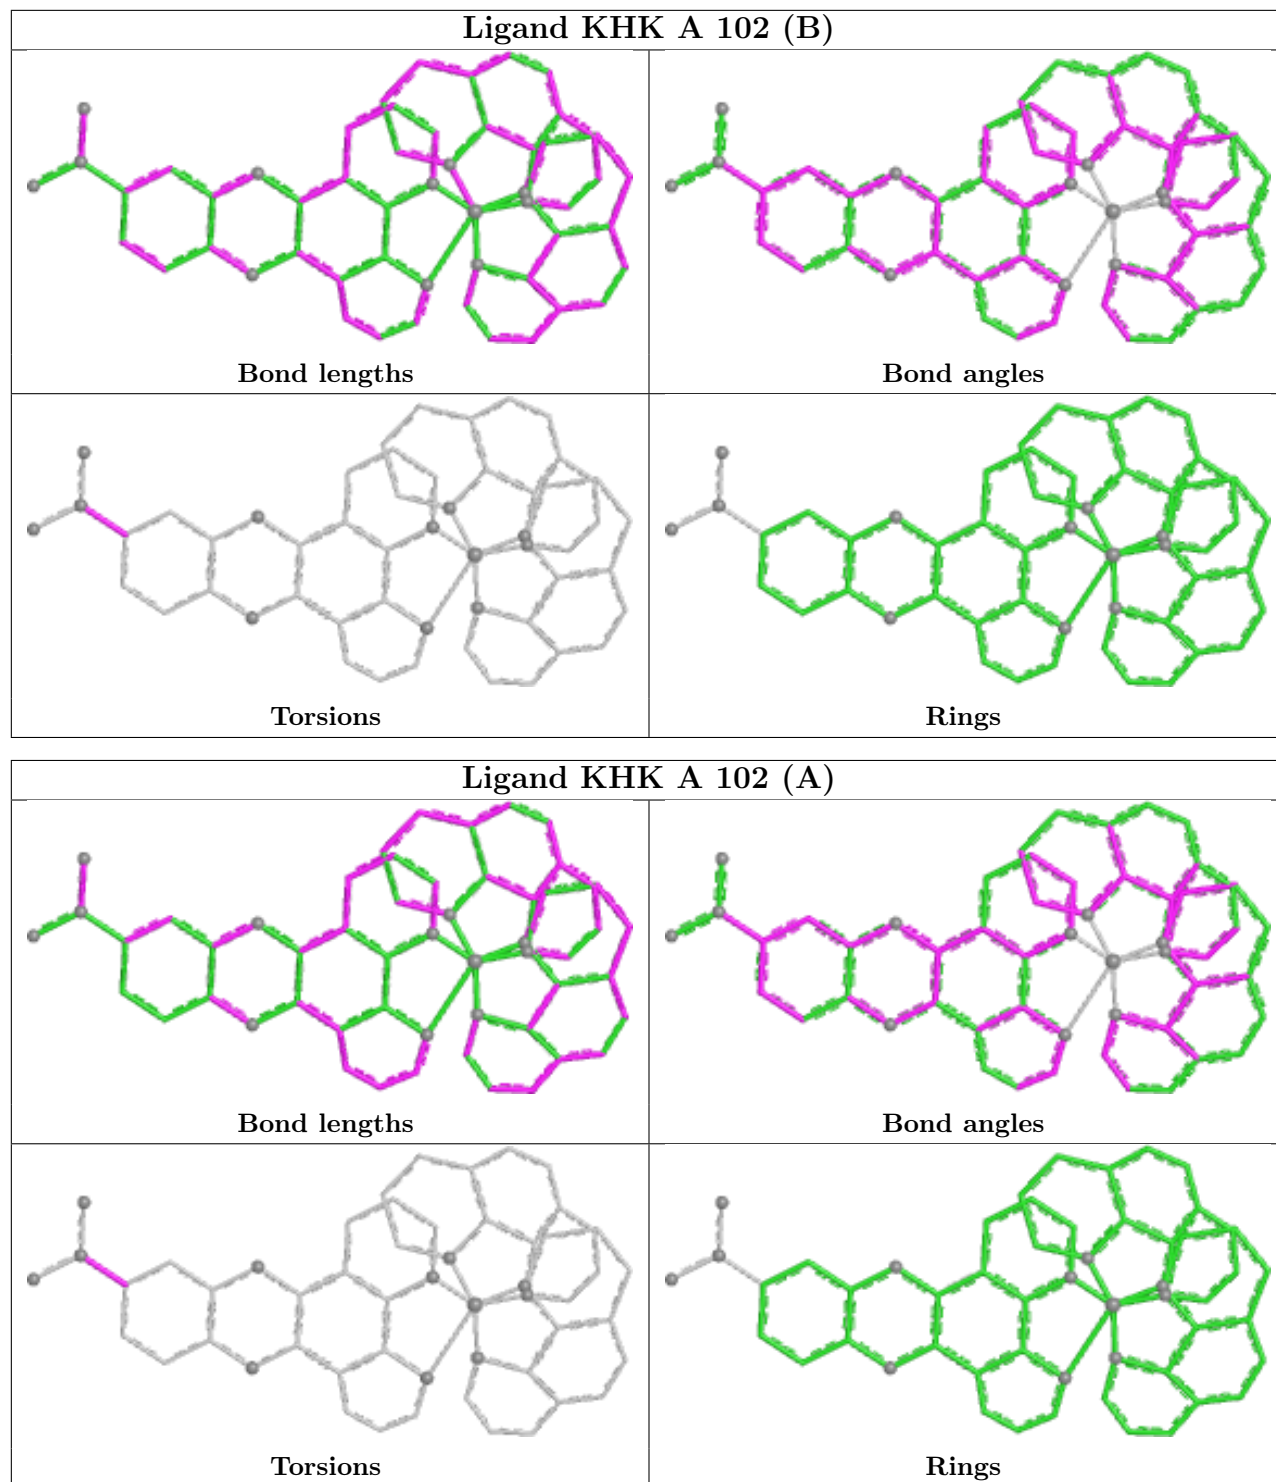 Ligand KHK A 102 (B)
Bond lengths
Bond angles
Torsions
Rings
Ligand KHK A 102 (A)
Bond lengths
Bond angles
Torsions
Rings